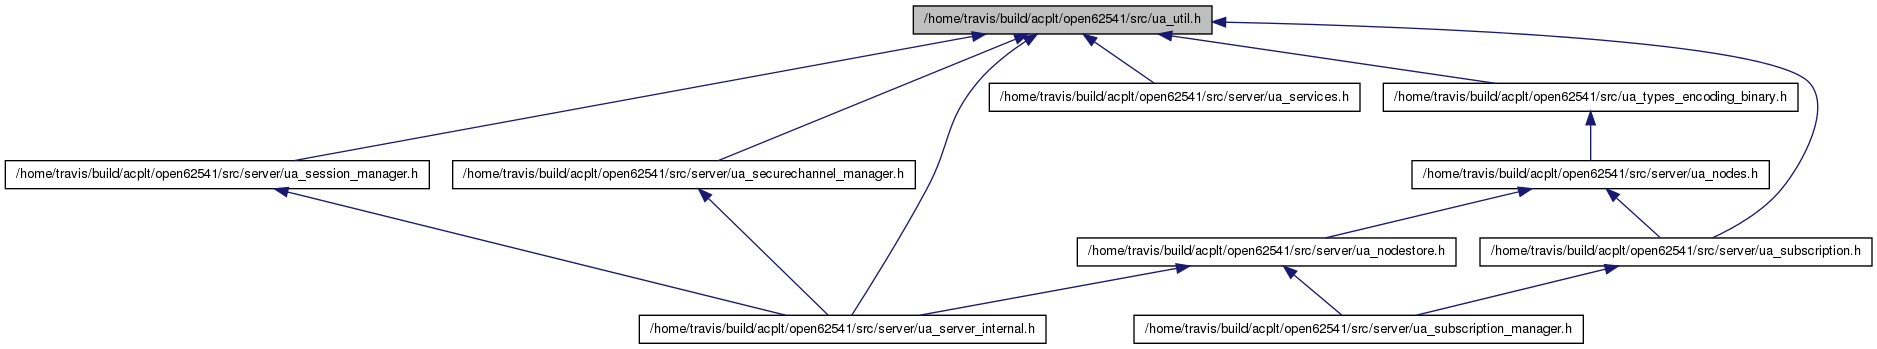 /home/travis/build/acplt/open62541/src/ua_util.h
/home/travis/build/acplt/open62541/src/server/ua_services.h
/home/travis/build/acplt/open62541/src/ua_types_encoding_binary.h
/home/travis/build/acplt/open62541/src/server/ua_session_manager.h
/home/travis/build/acplt/open62541/src/server/ua_securechannel_manager.h
/home/travis/build/acplt/open62541/src/server/ua_nodes.h
/home/travis/build/acplt/open62541/src/server/ua_nodestore.h
/home/travis/build/acplt/open62541/src/server/ua_subscription.h
/home/travis/build/acplt/open62541/src/server/ua_server_internal.h
/home/travis/build/acplt/open62541/src/server/ua_subscription_manager.h